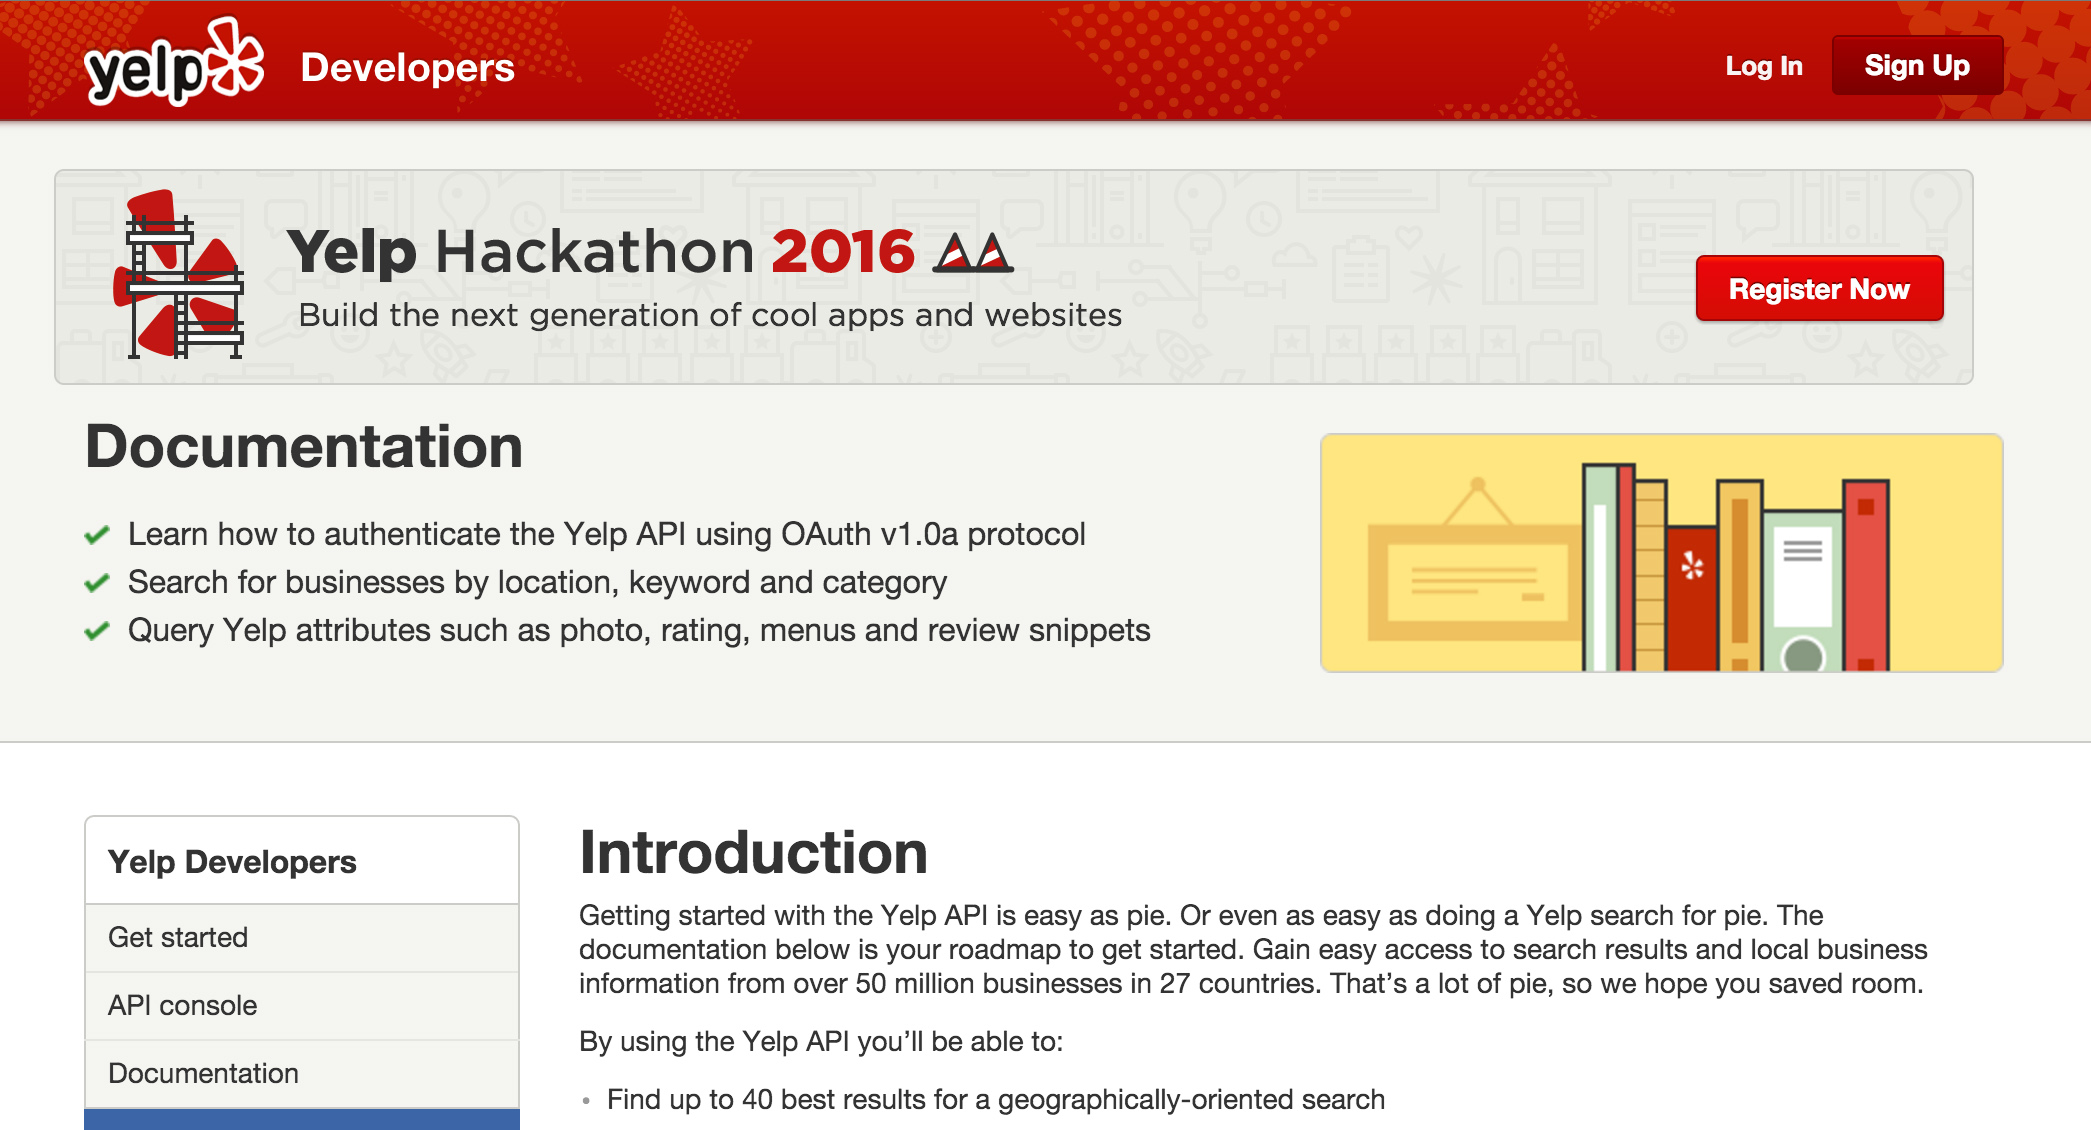 yelp Developers Log In Sign Up
Yelp Hackathon 2016
Build the next generation of cool apps and websites
Register Now
Documentation
Learn how to authenticate the Yelp API using OAuth v1.0a protocol
Search for businesses by location, keyword and category
Query Yelp attributes such as photo, rating, menus and review snippets
Yelp Developers
Get started
API console
Documentation
Introduction
Getting started with the Yelp API is easy as pie. Or even as easy as doing a Yelp search for pie. The
documentation below is your roadmap to get started. Gain easy access to search results and local business
information from over 50 million businesses in 27 countries. That’s a lot of pie, so we hope you saved room.
By using the Yelp API you’ll be able to:
• Find up to 40 best results for a geographically-oriented search